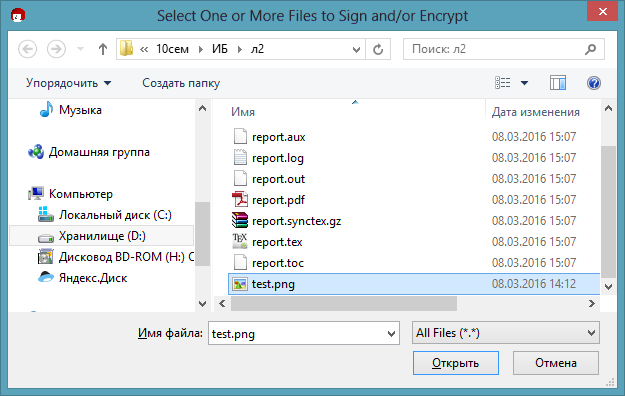 Select One or More Files to Sign and/or Encrypt
« 10сем ИБ л2
Поиск: л2
Упорядочить Создать папку
Музыка
Домашняя группа
Компьютер
Локальный диск (C:)
Хранилище (D:)
Дисковод BD-ROM (H:) C
Яндекс.Диск
Имя Дата изменения
report.aux 08.03.2016 15:07
report.log 08.03.2016 15:07
report.out 08.03.2016 15:07
report.pdf 08.03.2016 15:07
report.synctex.gz 08.03.2016 15:07
report.tex 08.03.2016 15:07
report.toc 08.03.2016 15:07
test.png 08.03.2016 14:12
Имя файла: test.png All Files (*.*)
Открыть Отмена